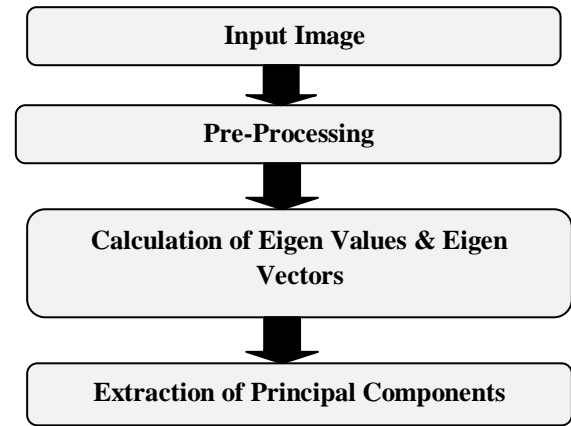 Input Image
Pre-Processing
Calculation of Eigen Values & Eigen
Vectors
Extraction of Principal Components